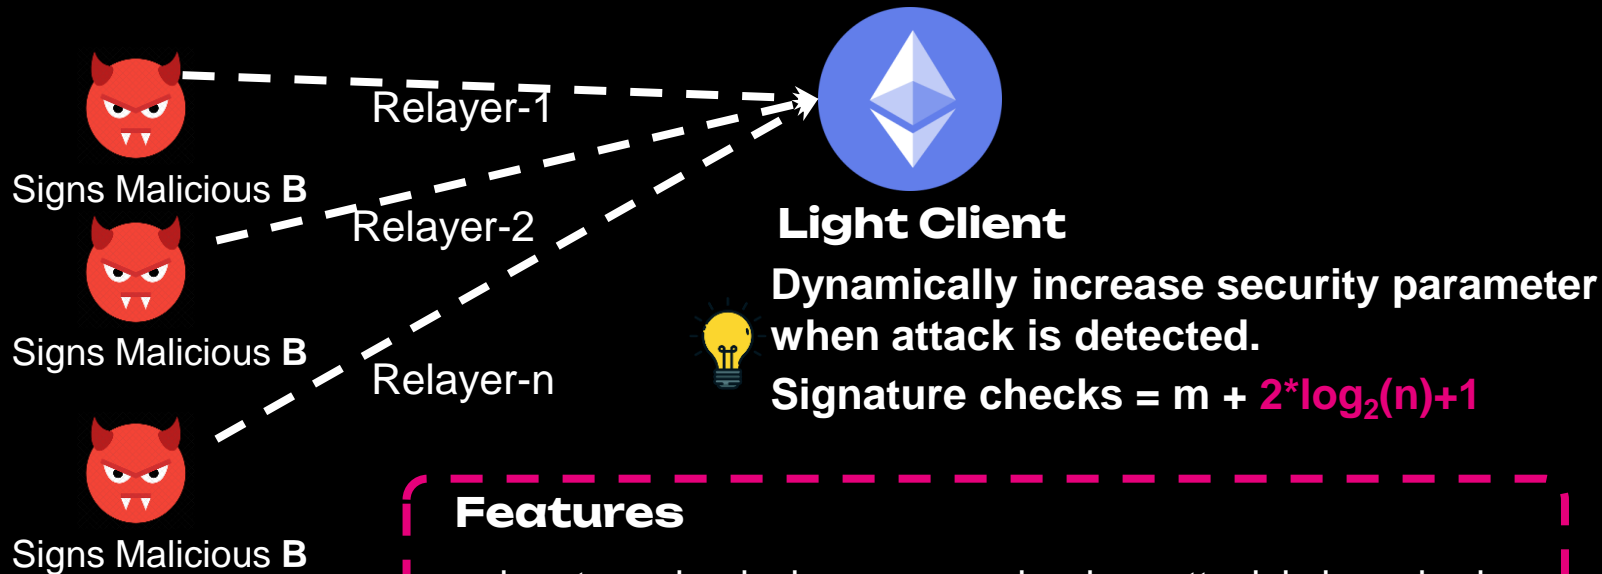 Relayer-1
Signs Malicious B
Relayer-2
Light Client
Signs Malicious B
Dynamically increase security parameter
when attack is detected.
Relayer-n
Signature checks = m + 2*log₂(n)+1
Features
Signs Malicious B